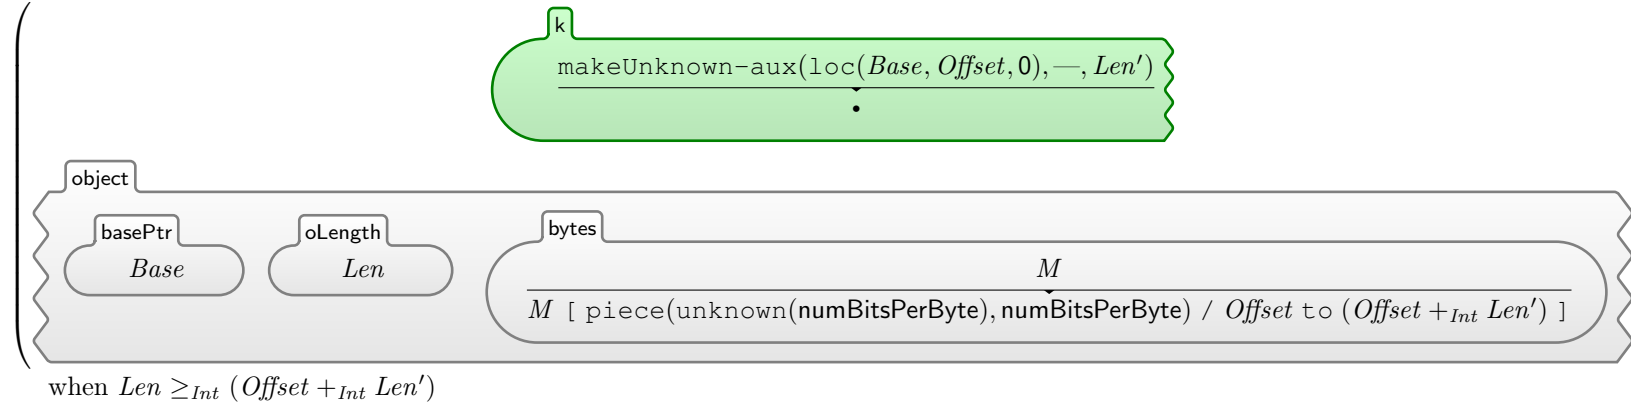 k
makeUnknown-aux(loc(Base, Offset, 0), —, Len′)
•
object
basePtr oLength bytes
Base Len M
M [ piece(unknown(numBitsPerByte), numBitsPerByte) / Offset to (Offset +Int Len′) ]
when Len ≥Int (Offset +Int Len′)